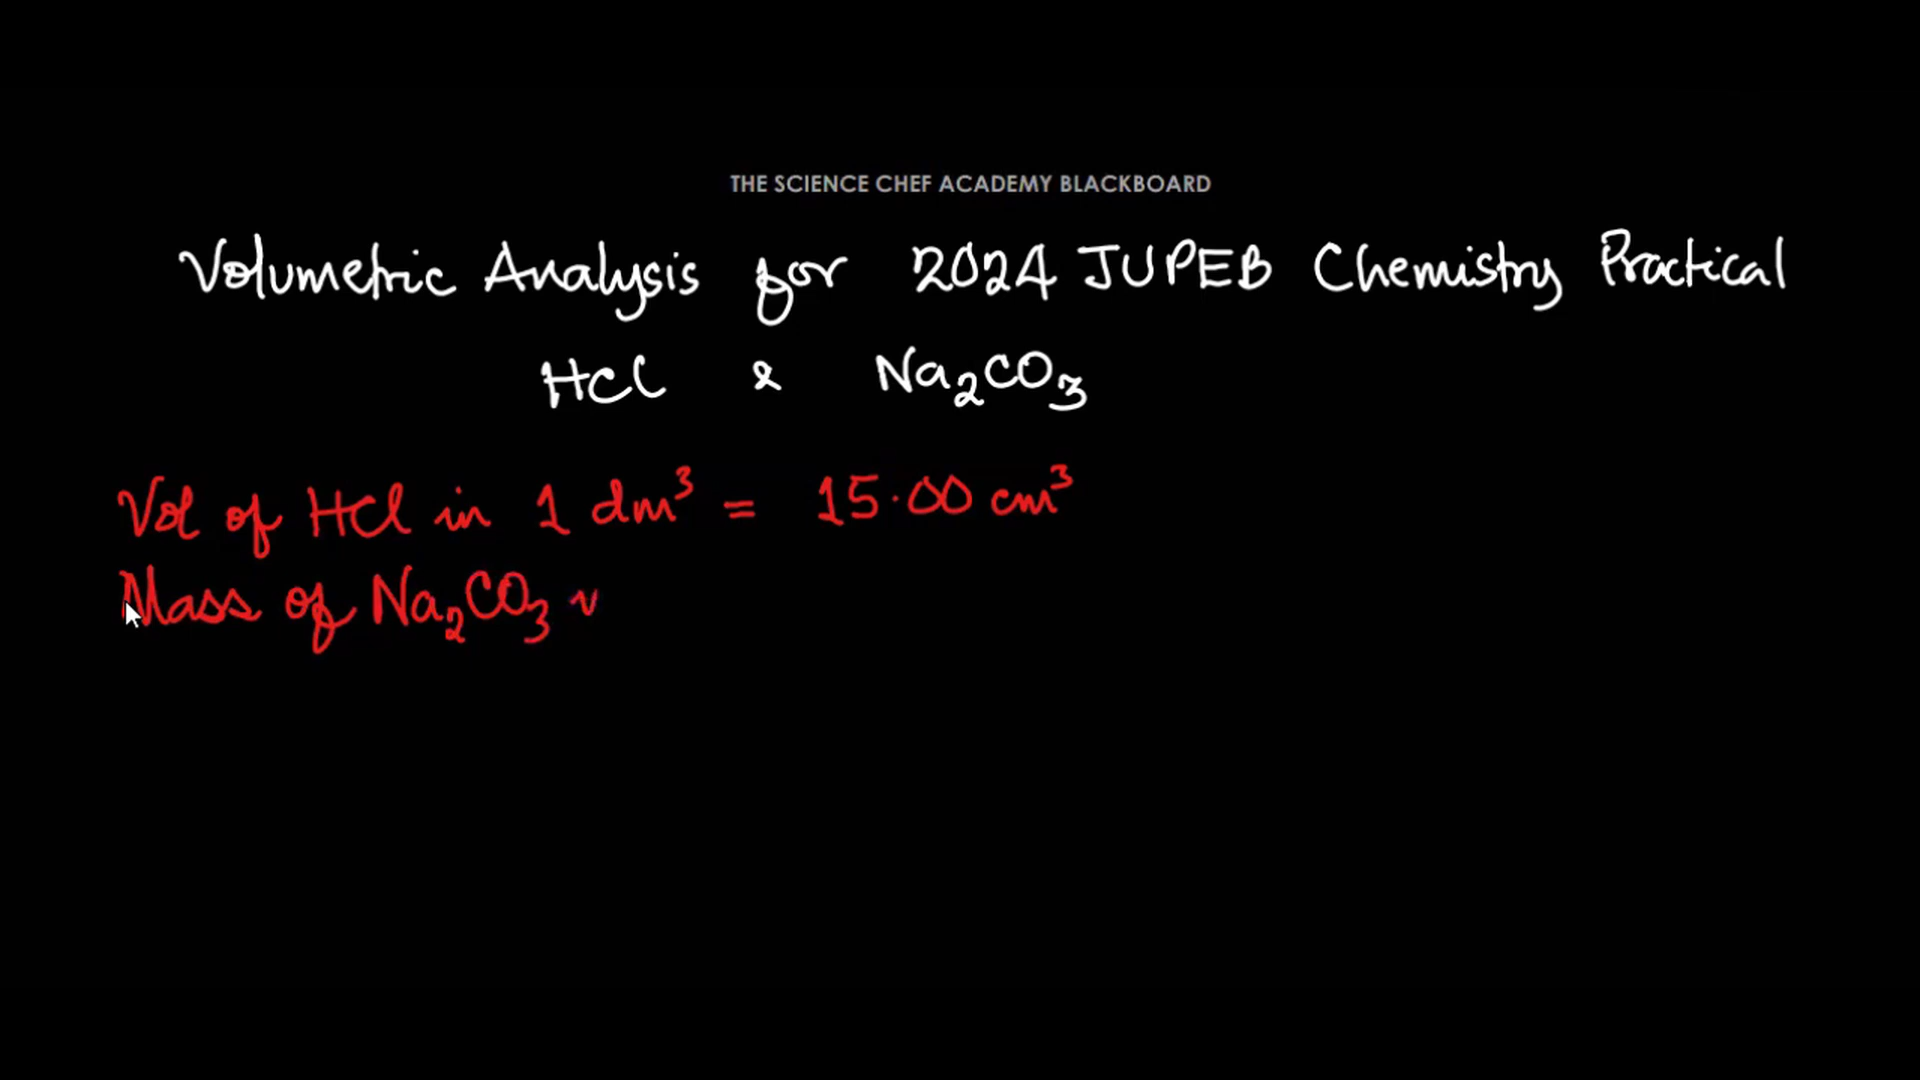 THE SCIENCE CHEF ACADEMY BLACKBOARD
Volumetric Analysis for 2024 JUPEB Chemistry Practical
HCl & Na₂CO₃
Vol of HCl in 1 dm³ = 15.00 cm³
Mass of Na₂CO₃